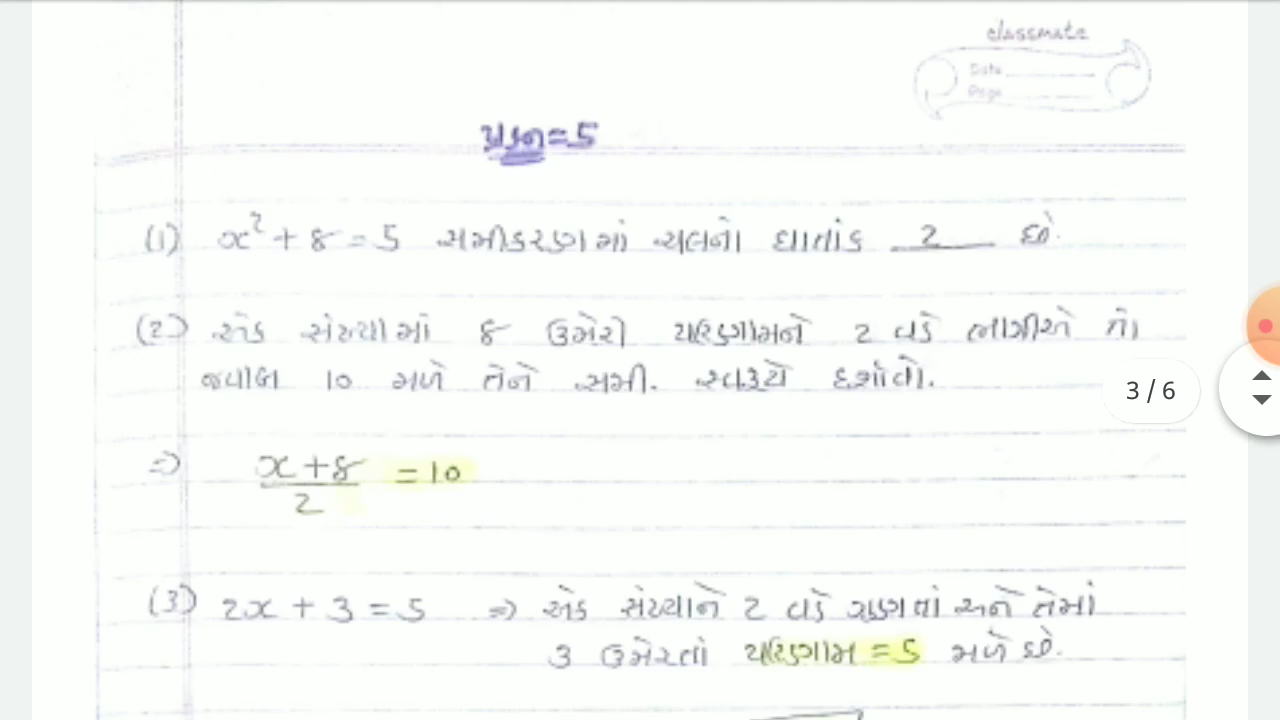 classmate
Date
Page
પ્રશ્ન=5
(1) x² + 8 = 5 સમીકરણમાં ચલનો ઘાતાંક 2 છે.
(2) એક સંખ્યામાં 8 ઉમેરી પરિણામને 2 વડે ભાગીએ તો
જવાબ 10 મળે તેને સમી. સ્વરૂપે દર્શાવો.
3 / 6
⇒ x+8/2 = 10
(3) 2x + 3 = 5 ⇒ એક સંખ્યાને 2 વડે ગુણતાં અને તેમાં
3 ઉમેરતાં પરિણામ = 5 મળે છે.